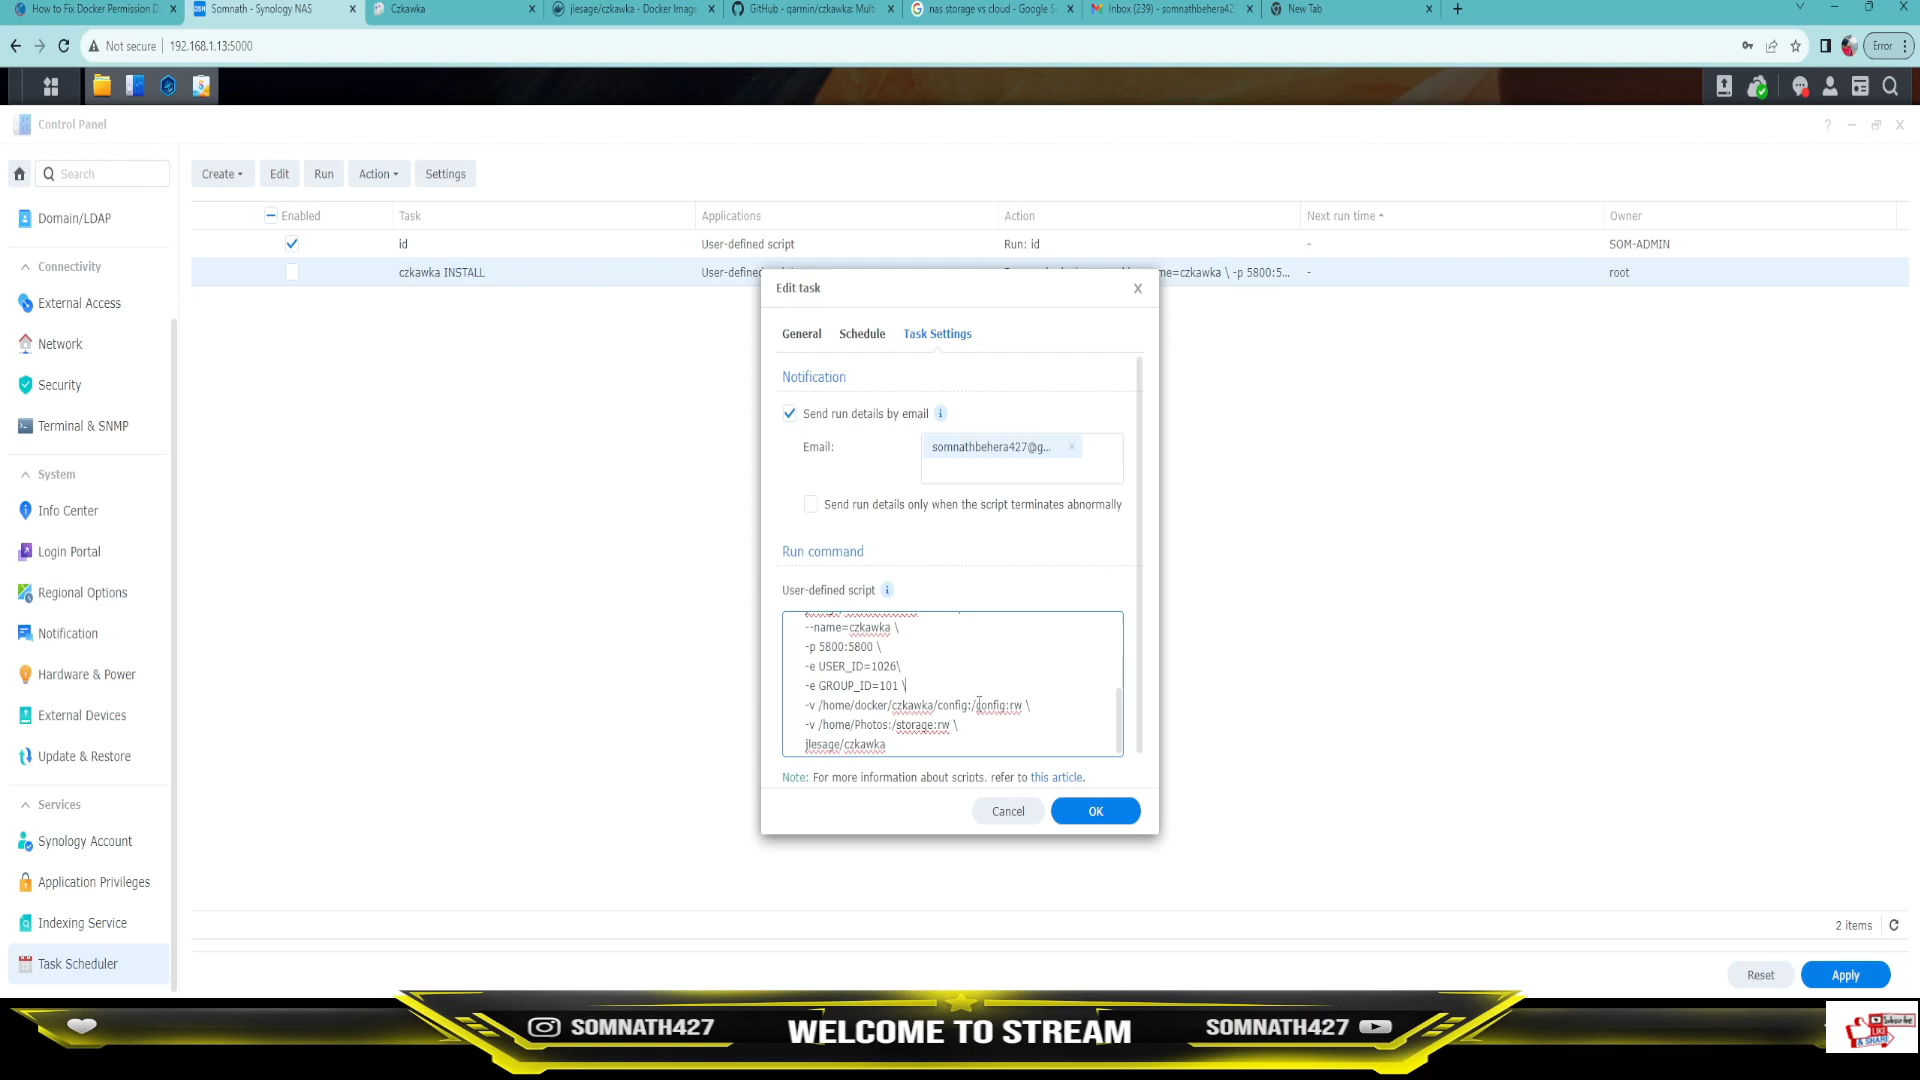 How to Fix Docker Permission D
Somnath - Synology NAS
Czkawka
jlesage/czkawka - Docker Imag
GitHub - qarmin/czkawka: Mult
nas storage vs cloud - Google S
Inbox (239) - somnathbehera42
New Tab
Not secure
192.168.1.13:5000
Error
Control Panel
Search
Create
Edit
Run
Action
Settings
Domain/LDAP
Connectivity
External Access
Network
Security
Terminal & SNMP
System
Info Center
Login Portal
Regional Options
Notification
Hardware & Power
External Devices
Update & Restore
Services
Synology Account
Application Privileges
Indexing Service
Task Scheduler
Enabled Task Applications Action Next run time Owner
id User-defined script Run: id - SOM-ADMIN
czkawka INSTALL User-defined me=czkawka \ -p 5800:5... - root
Edit task
General Schedule Task Settings
Notification
Send run details by email
Email: somnathbehera427@g...
Send run details only when the script terminates abnormally
Run command
User-defined script
--name=czkawka \
-p 5800:5800 \
-e USER_ID=1026\
-e GROUP_ID=101 \
-v /home/docker/czkawka/config:/config:rw \
-v /home/Photos:/storage:rw \
jlesage/czkawka
Note: For more information about scripts, refer to this article.
Cancel OK
2 items
Reset Apply
SOMNATH427
WELCOME TO STREAM
SOMNATH427
Subscribe
LIKE
& SHARE